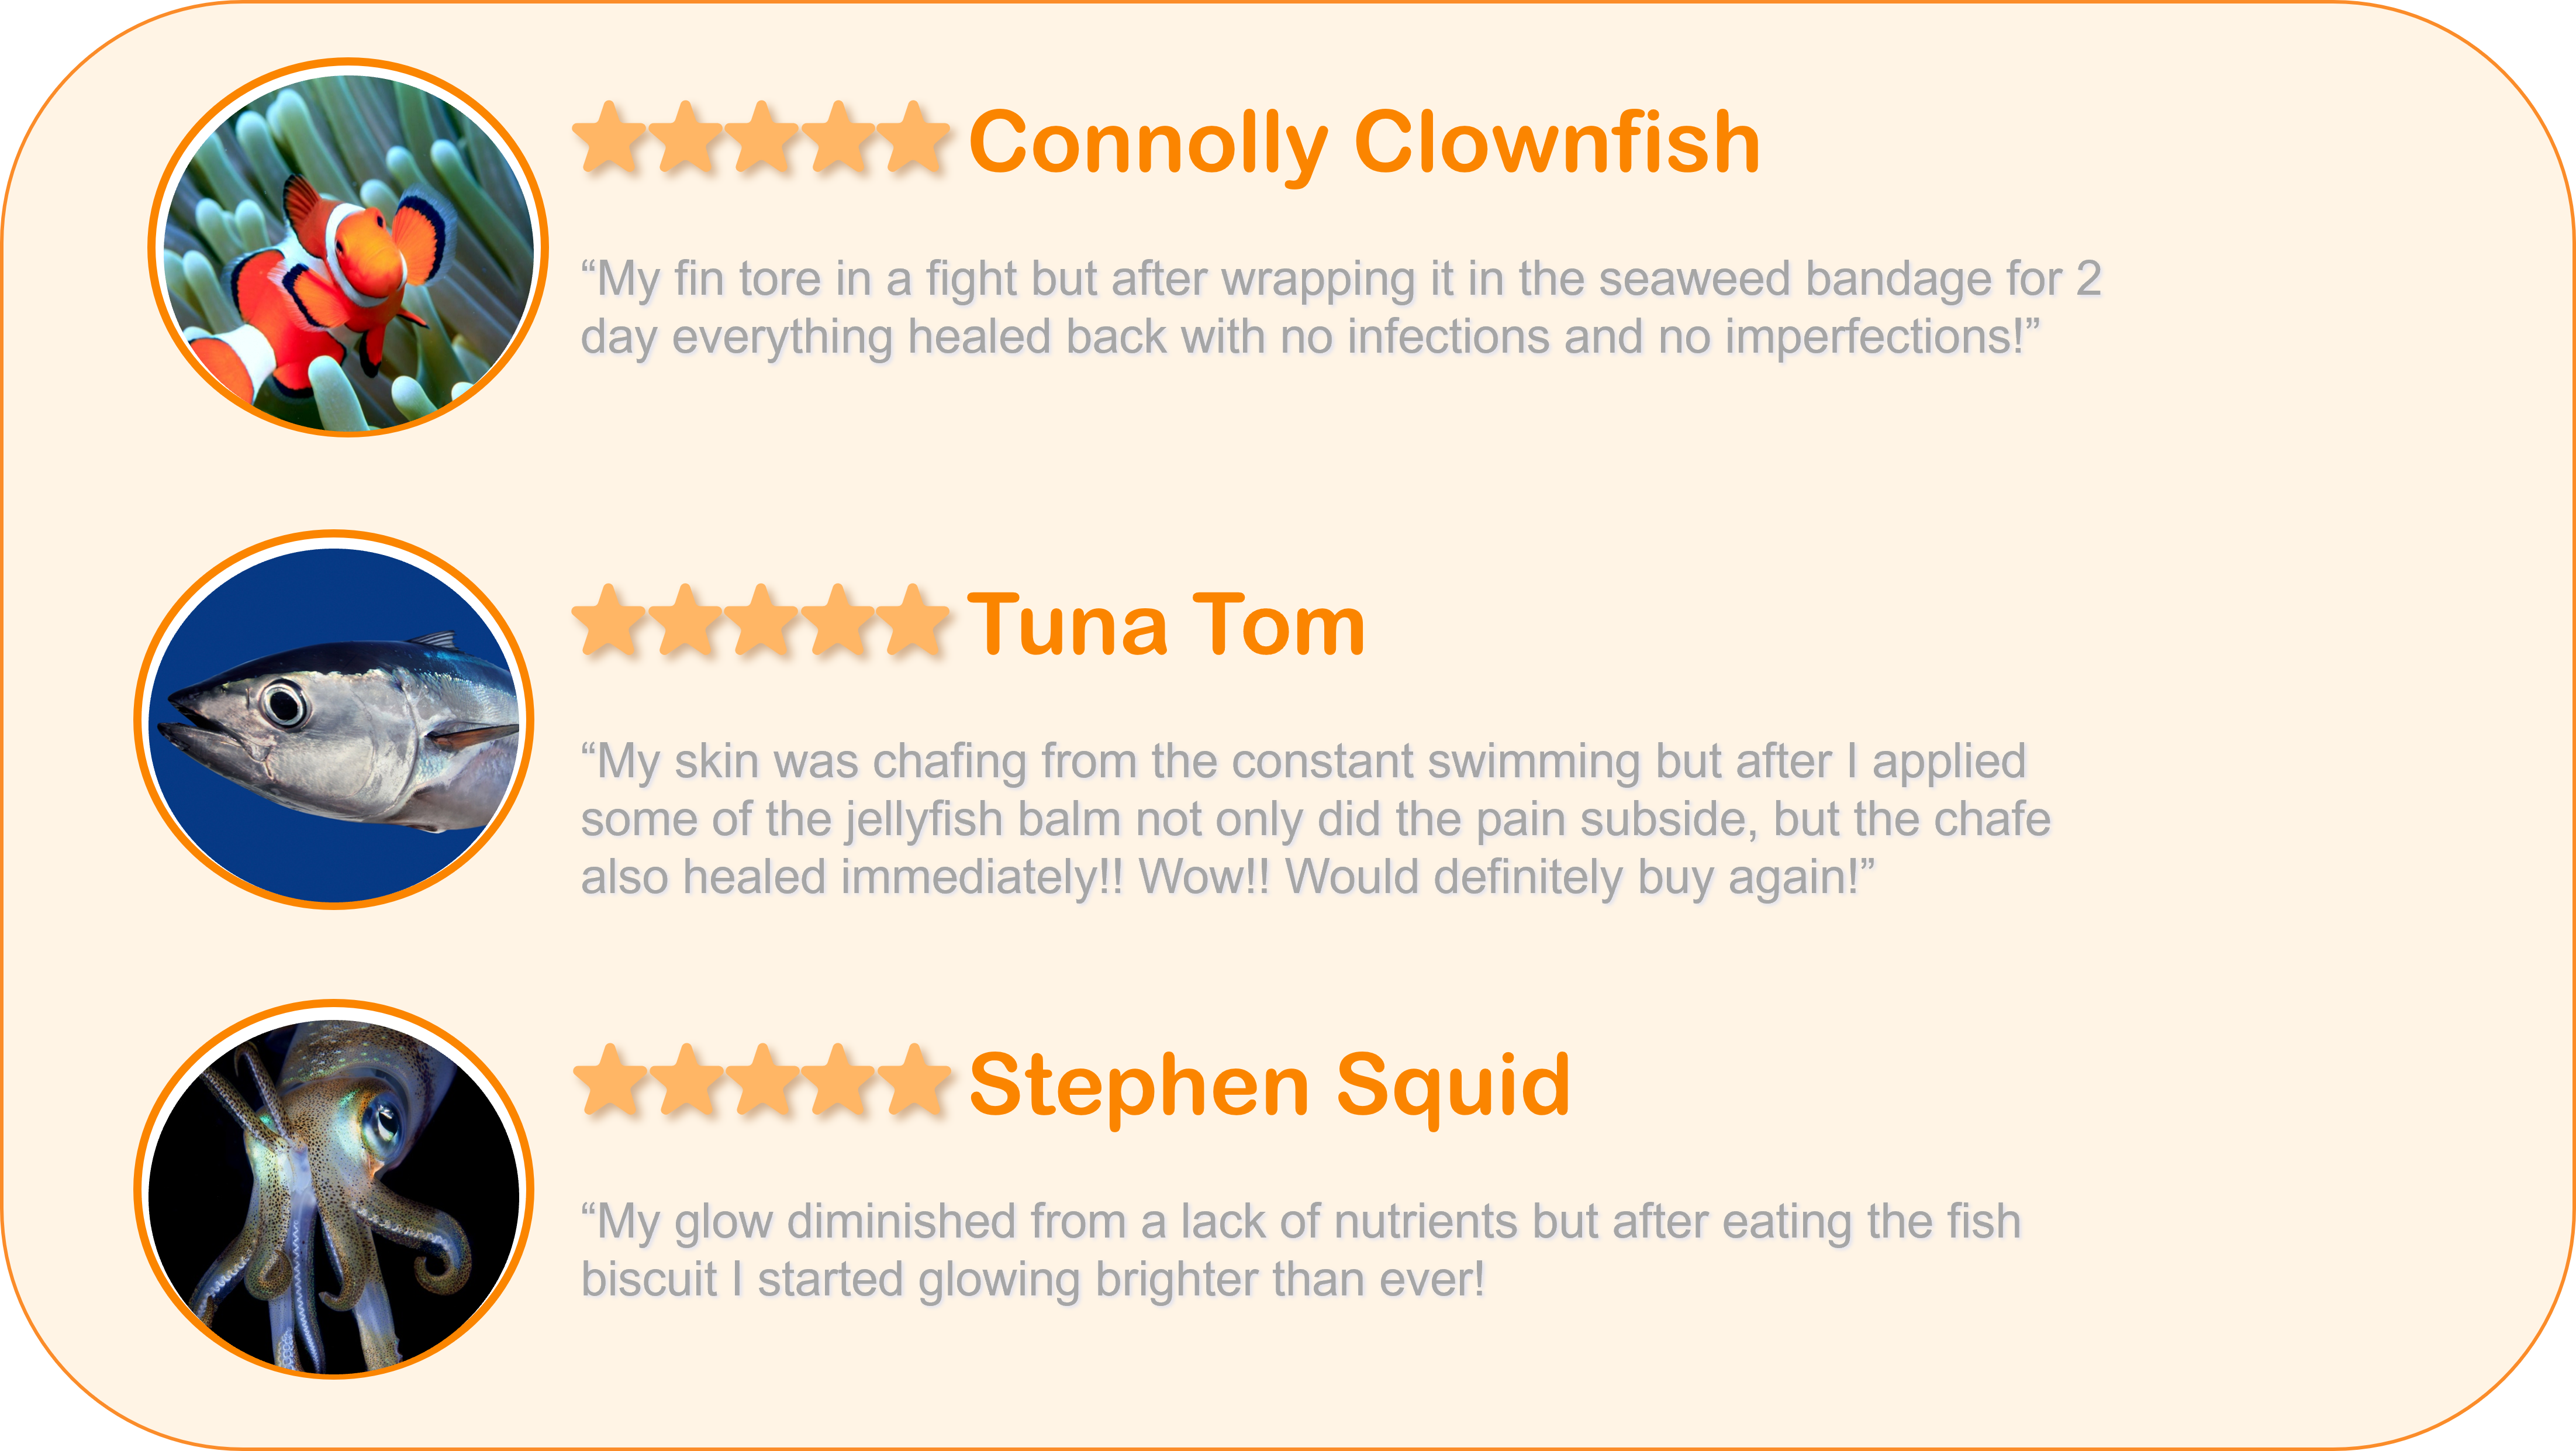 Connolly Clownfish
“My fin tore in a fight but after wrapping it in the seaweed bandage for 2
day everything healed back with no infections and no imperfections!”
Tuna Tom
“My skin was chafing from the constant swimming but after I applied
some of the jellyfish balm not only did the pain subside, but the chafe
also healed immediately!! Wow!! Would definitely buy again!”
Stephen Squid
“My glow diminished from a lack of nutrients but after eating the fish
biscuit I started glowing brighter than ever!